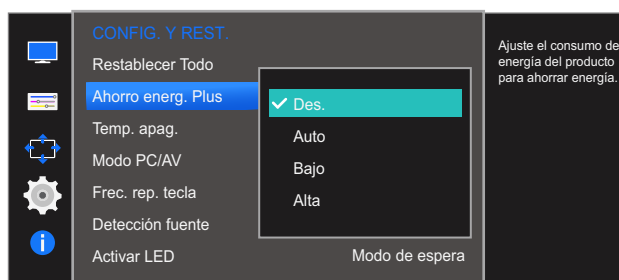 CONFIG. Y REST.
Restablecer Todo
Ahorro energ. Plus
Temp. apag.
Modo PC/AV
Frec. rep. tecla
Detección fuente
Activar LED
Des.
Auto
Bajo
Alta
Modo de espera
Ajuste el consumo de
energía del producto
para ahorrar energía.